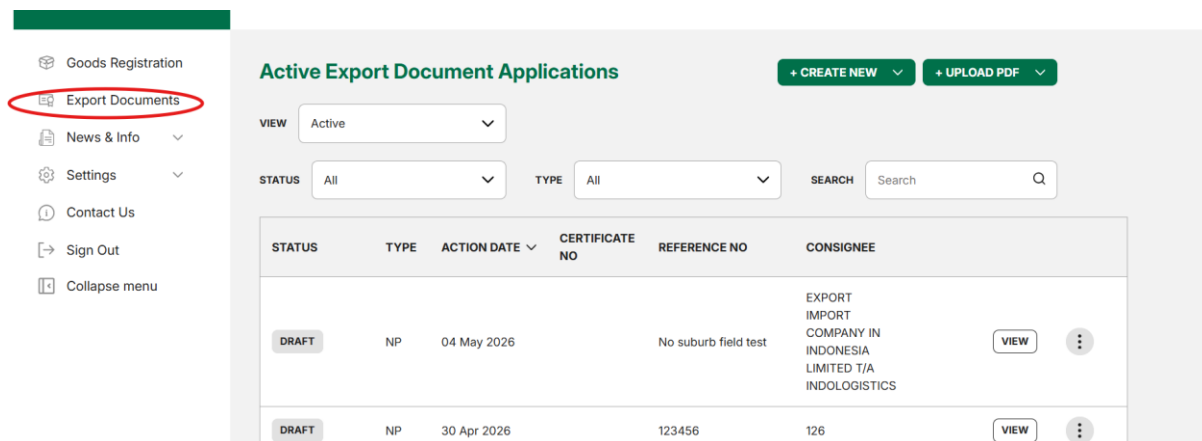 Goods Registration
Export Documents
News & Info
Settings
Contact Us
Sign Out
Collapse menu
Active Export Document Applications
+ CREATE NEW
+ UPLOAD PDF
VIEW Active
STATUS All TYPE All SEARCH Search
STATUS TYPE ACTION DATE CERTIFICATE NO REFERENCE NO CONSIGNEE
DRAFT NP 04 May 2026 No suburb field test
EXPORT
IMPORT
COMPANY IN
INDONESIA
LIMITED T/A
INDOLOGISTICS
VIEW
DRAFT NP 30 Apr 2026 123456 126 VIEW